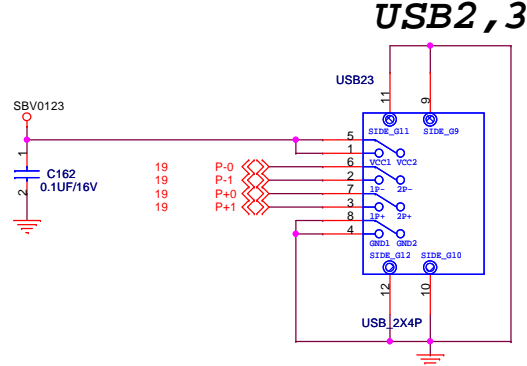 USB2,3
USB23
11
9
SBV0123
SIDE_G11 SIDE_G9
5
1
VCC1 VCC2
1
C162
0.1UF/16V
2
19 P-0 6
19 P-1 2
1P- 2P-
19 P+0 7
19 P+1 3
1P+ 2P+
8
4
GND1 GND2
SIDE_G12 SIDE_G10
12
10
USB_2X4P